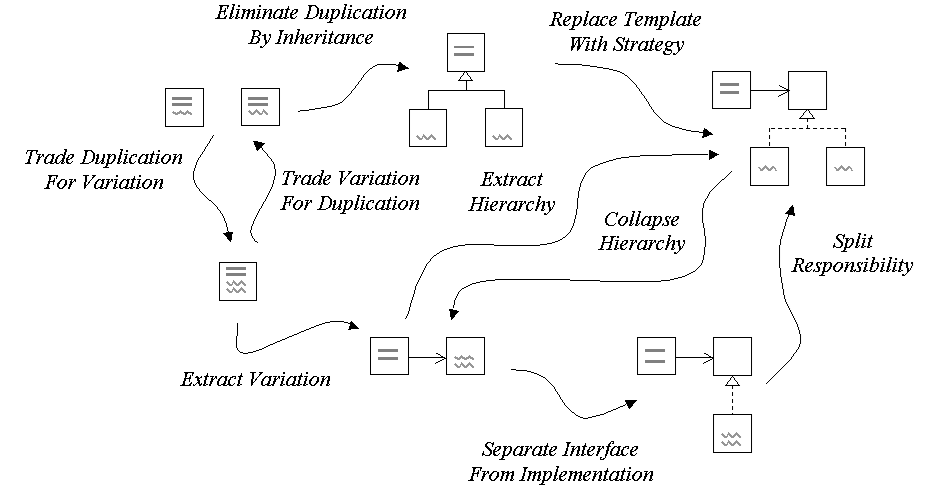 Eliminate Duplication
By Inheritance
Replace Template
With Strategy
Trade Duplication
For Variation
Trade Variation
For Duplication
Extract
Hierarchy
Collapse
Hierarchy
Split
Responsibility
Extract Variation
Separate Interface
From Implementation